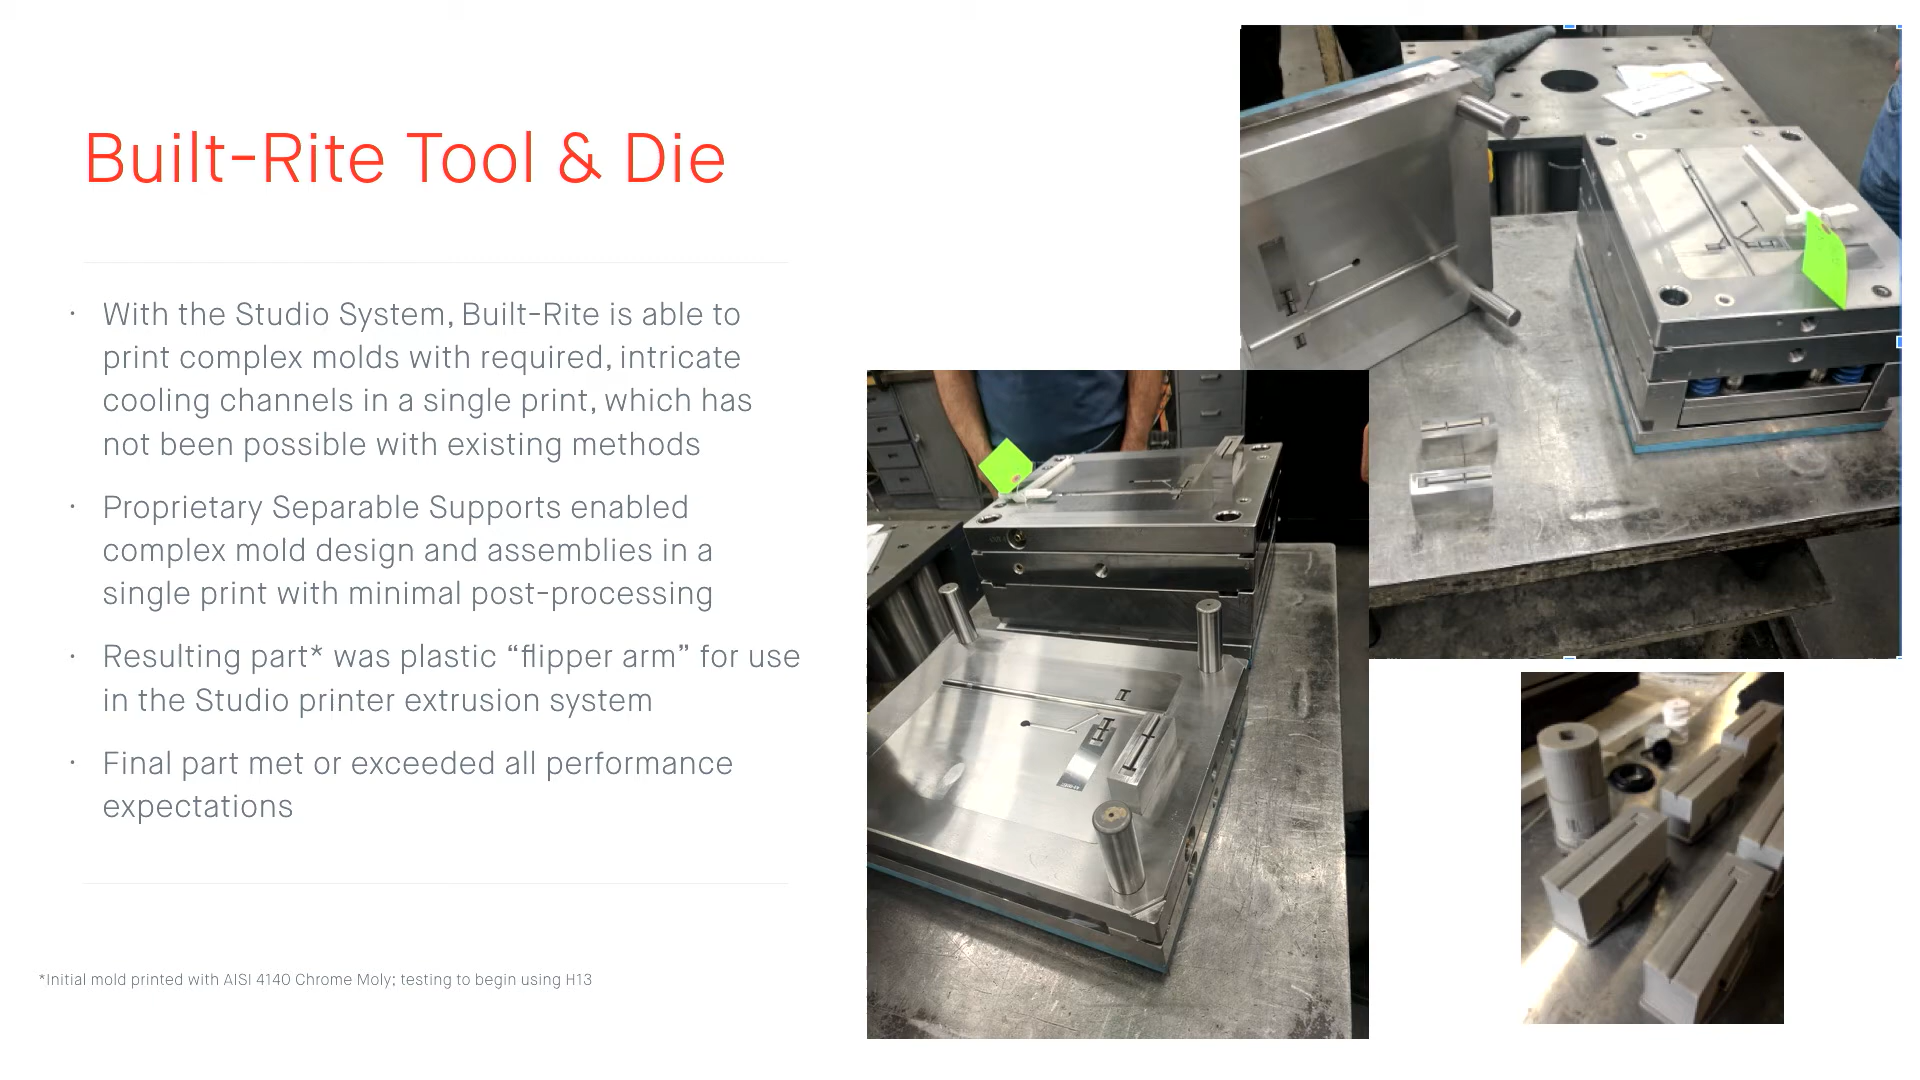 Built-Rite Tool & Die
· With the Studio System, Built-Rite is able to
print complex molds with required, intricate
cooling channels in a single print, which has
not been possible with existing methods
· Proprietary Separable Supports enabled
complex mold design and assemblies in a
single print with minimal post-processing
· Resulting part* was plastic “flipper arm” for use
in the Studio printer extrusion system
· Final part met or exceeded all performance
expectations
*Initial mold printed with AISI 4140 Chrome Moly; testing to begin using H13